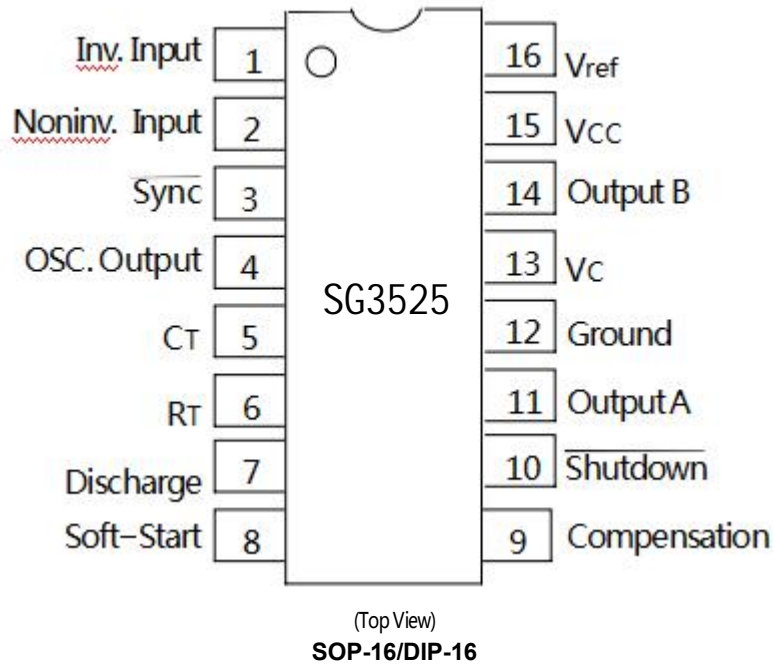 Inv. Input 1
Noninv. Input 2
Sync 3
OSC. Output 4
CT 5
RT 6
Discharge 7
Soft-Start 8
SG3525
16 Vref
15 VCC
14 Output B
13 VC
12 Ground
11 Output A
10 Shutdown
9 Compensation
(Top View)
SOP-16/DIP-16